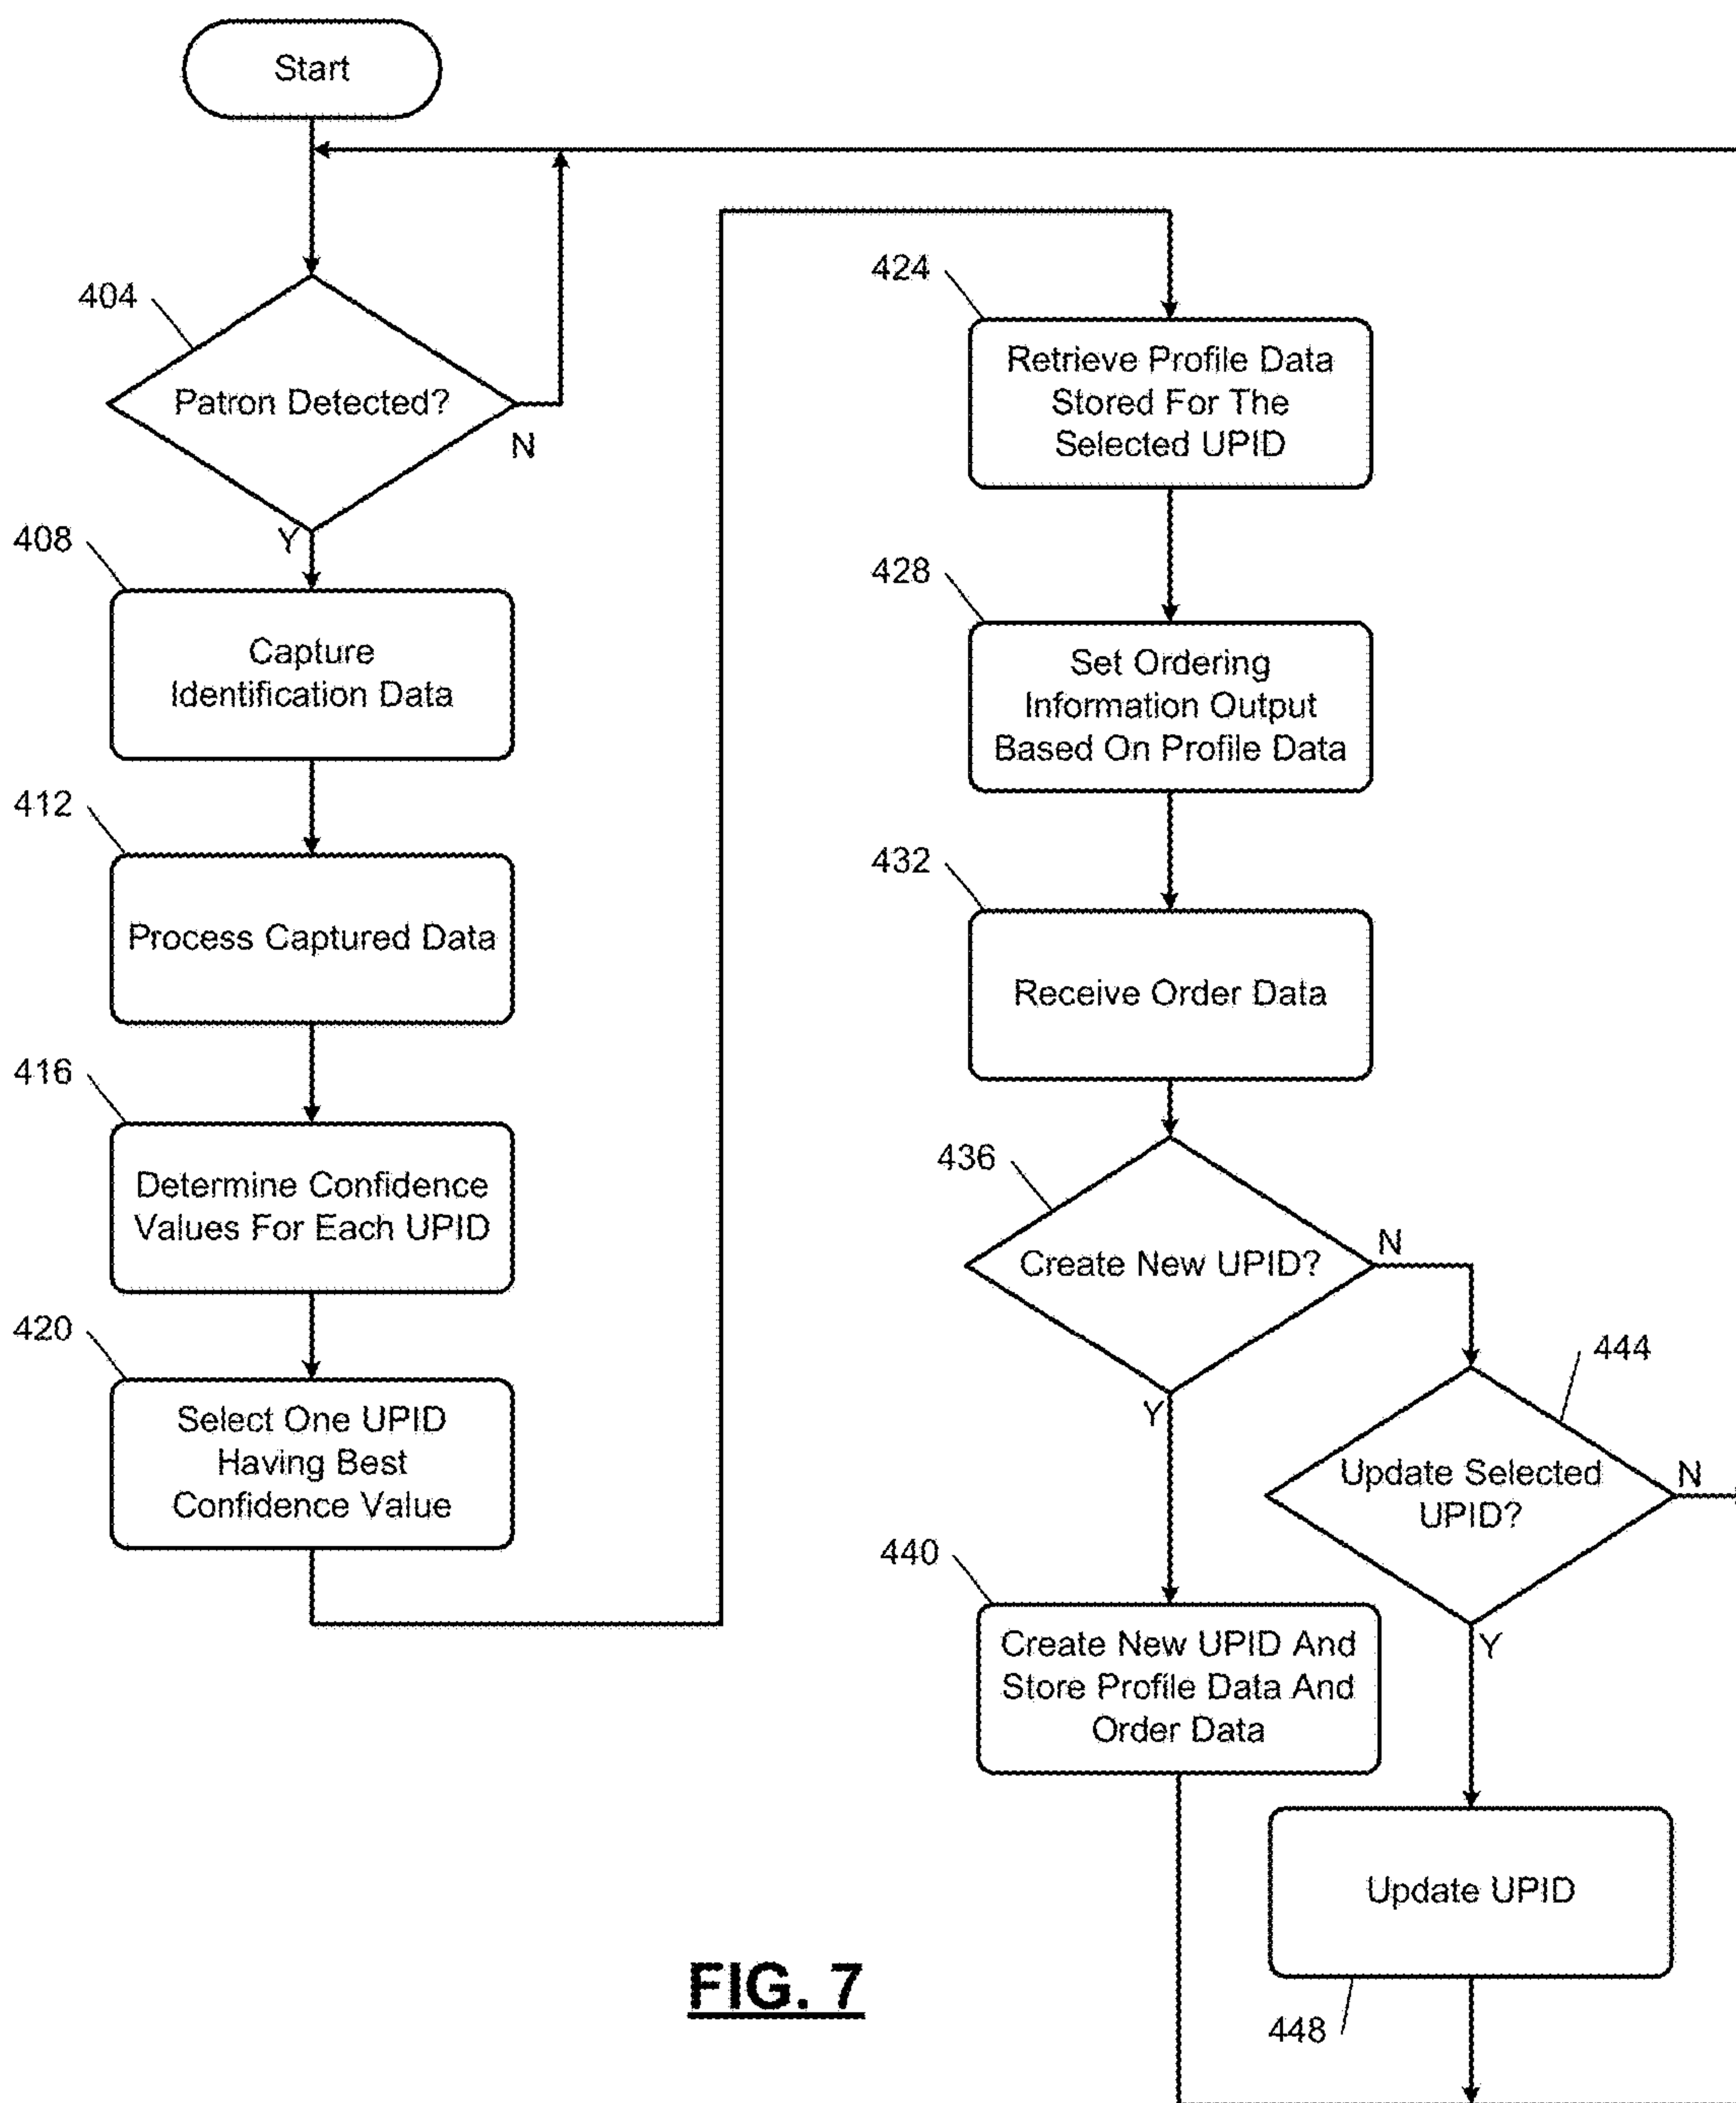 Start
404
Patron Detected?
N
Y
408
Capture
Identification Data
412
Process Captured Data
416
Determine Confidence
Values For Each UPID
420
Select One UPID
Having Best
Confidence Value
424
Retrieve Profile Data
Stored For The
Selected UPID
428
Set Ordering
Information Output
Based On Profile Data
432
Receive Order Data
436
Create New UPID?
N
Y
444
Update Selected
UPID?
N
Y
440
Create New UPID And
Store Profile Data And
Order Data
Update UPID
448
FIG. 7